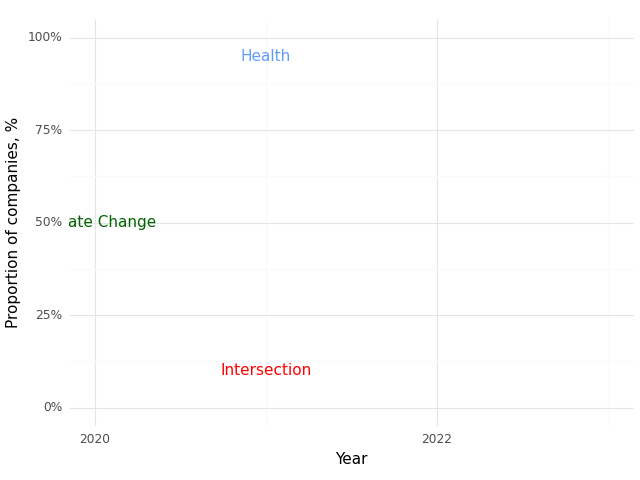 100%
Health
75%
Proportion of companies, %
50%
ate Change
25%
Intersection
0%
2020
2022
Year